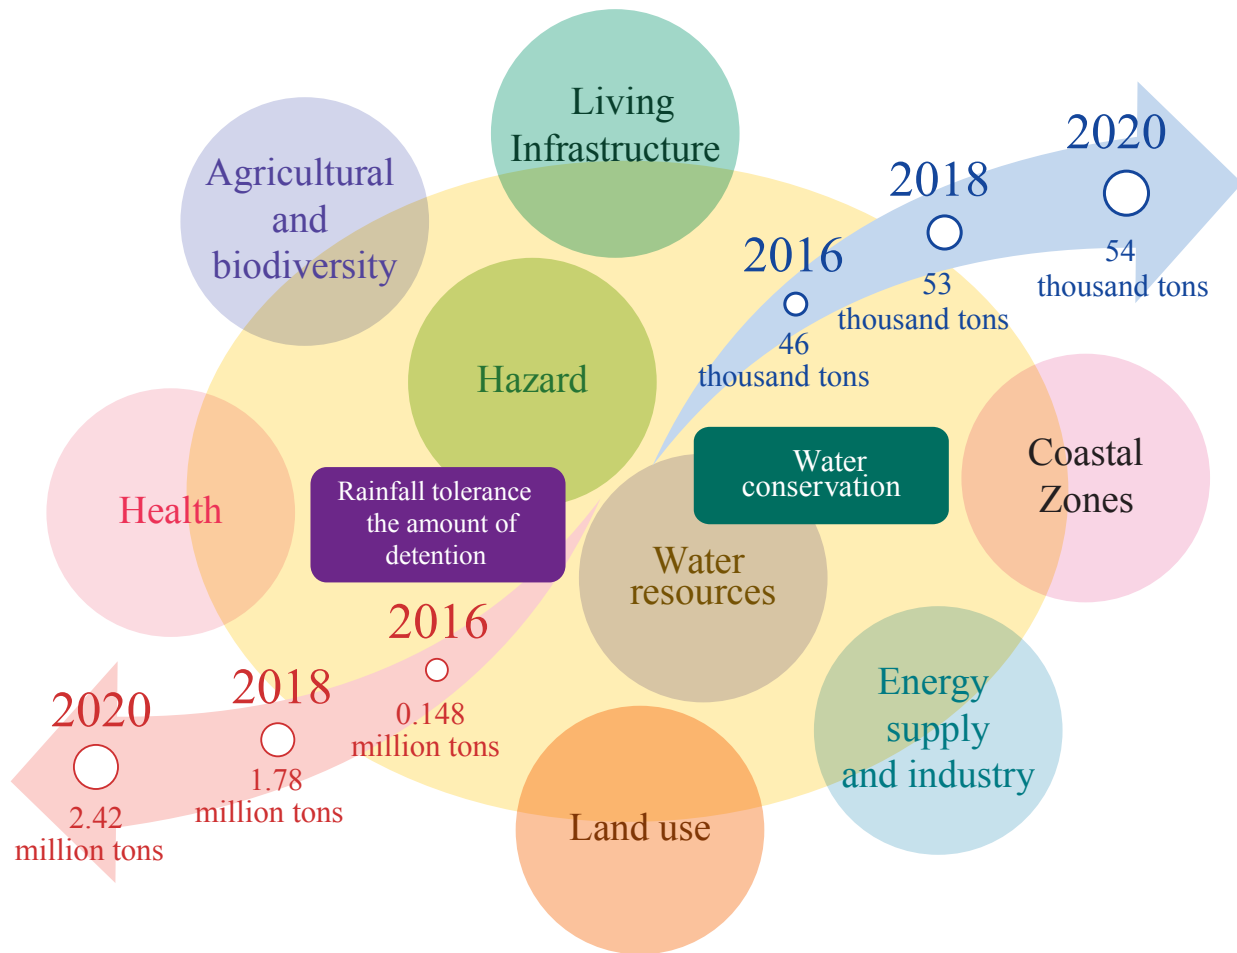 Living
Infrastructure
Agricultural
and
biodiversity
2020
54
thousand tons
2018
53
thousand tons
2016
46
thousand tons
Hazard
Health
Rainfall tolerance
the amount of
detention
Water
conservation
Coastal
Zones
Water
resources
2016
0.148
million tons
2018
1.78
million tons
2020
2.42
million tons
Energy
supply
and industry
Land use